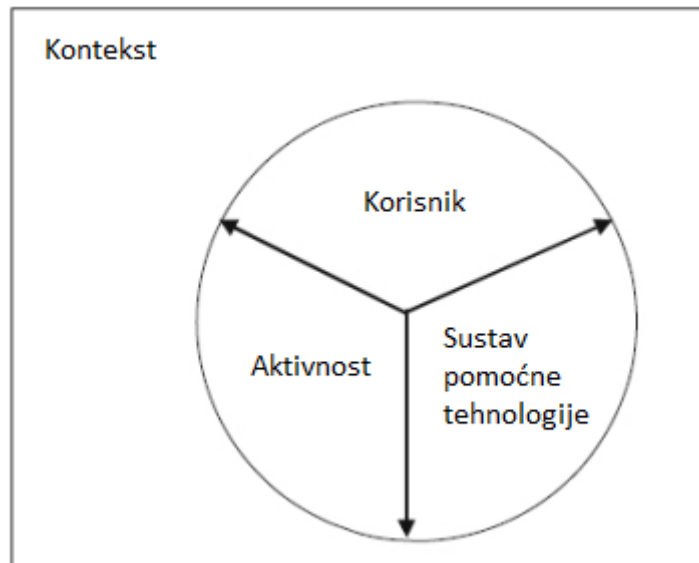 Kontekst
Korisnik
Aktivnost
Sustav
pomoćne
tehnologije